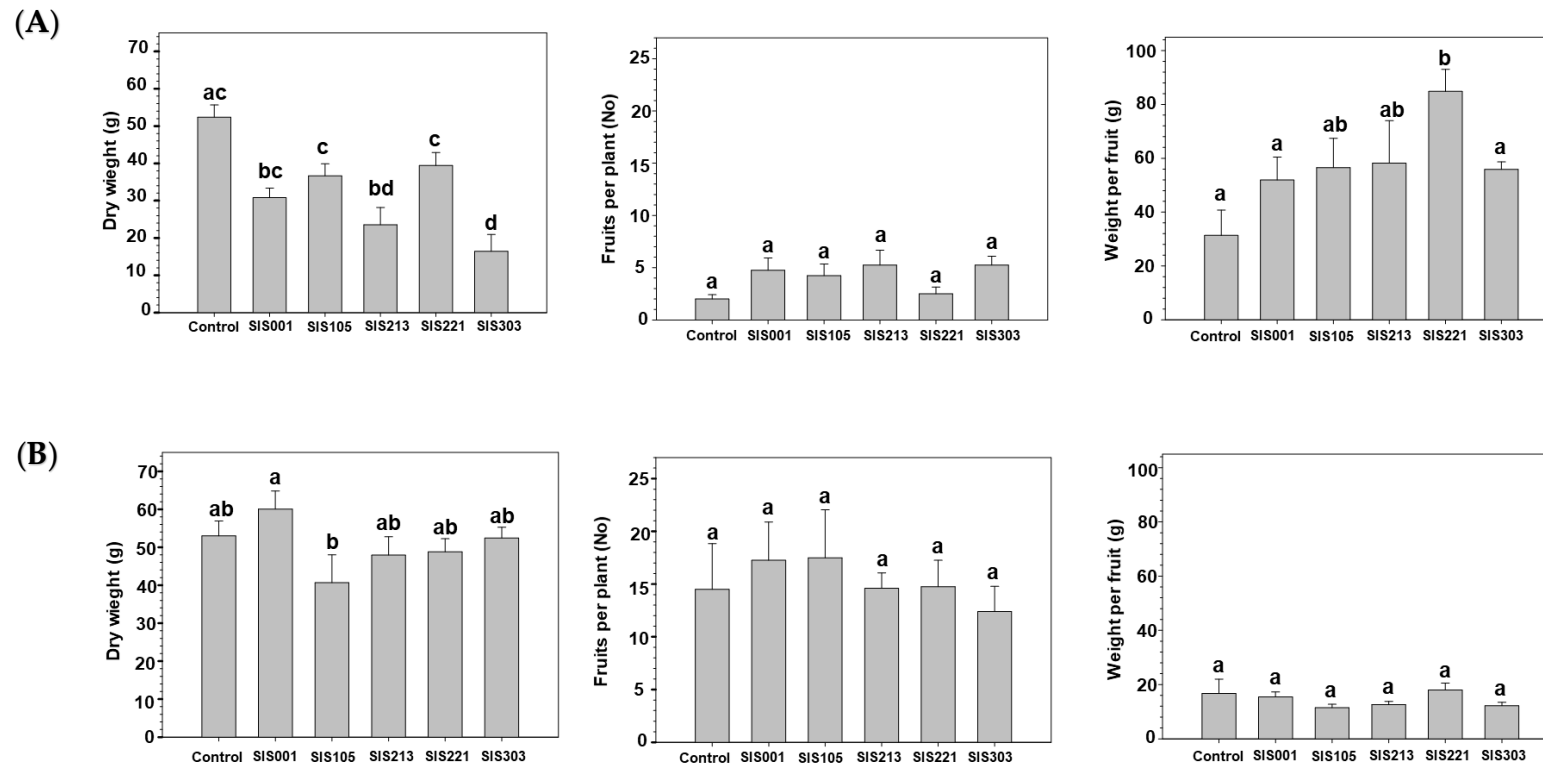 (A)
Dry wieght (g)
70
60
50
40
30
20
10
0
ac
bc
c
bd
c
d
Control SIS001 SIS105 SIS213 SIS221 SIS303
Fruits per plant (No)
25
20
15
10
5
0
a
a
a
a
a
a
Control SIS001 SIS105 SIS213 SIS221 SIS303
Weight per fruit (g)
100
80
60
40
20
0
a
a
ab
ab
b
a
Control SIS001 SIS105 SIS213 SIS221 SIS303
(B)
Dry wieght (g)
70
60
50
40
30
20
10
0
ab
a
b
ab
ab
ab
Control SIS001 SIS105 SIS213 SIS221 SIS303
Fruits per plant (No)
25
20
15
10
5
0
a
a
a
a
a
a
Control SIS001 SIS105 SIS213 SIS221 SIS303
Weight per fruit (g)
100
80
60
40
20
0
a
a
a
a
a
a
Control SIS001 SIS105 SIS213 SIS221 SIS303